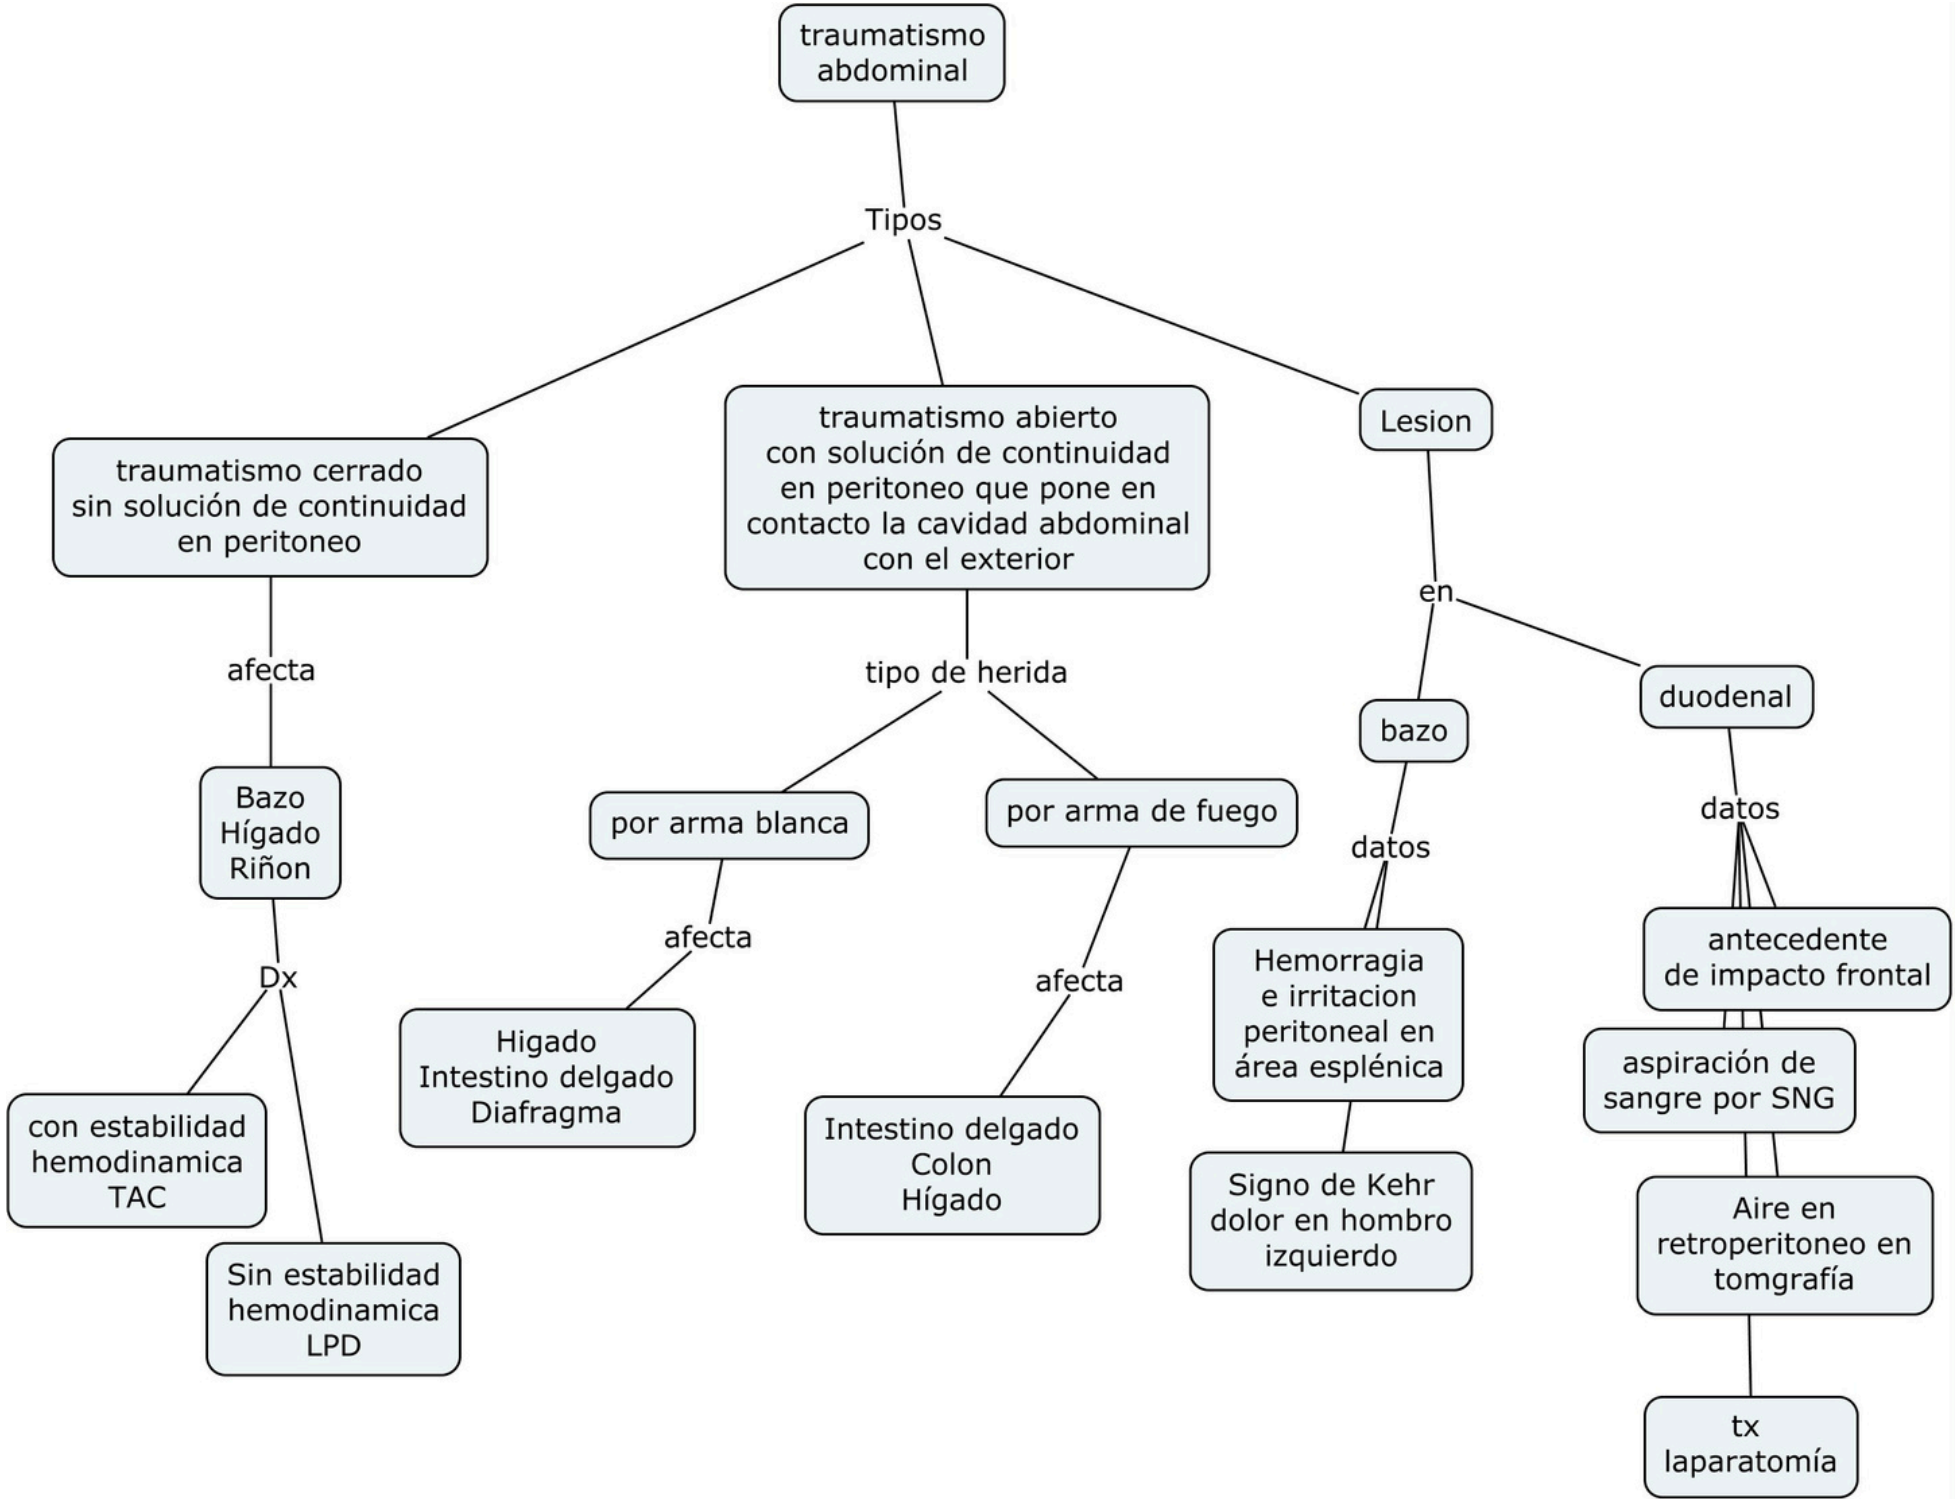 traumatismo
abdominal
Tipos
traumatismo cerrado
sin solución de continuidad
en peritoneo
afecta
Bazo
Hígado
Riñon
Dx
con estabilidad
hemodinamica
TAC
Sin estabilidad
hemodinamica
LPD
traumatismo abierto
con solución de continuidad
en peritoneo que pone en
contacto la cavidad abdominal
con el exterior
tipo de herida
por arma blanca
afecta
Higado
Intestino delgado
Diafragma
por arma de fuego
afecta
Intestino delgado
Colon
Hígado
Lesion
en
bazo
datos
Hemorragia
e irritacion
peritoneal en
área esplénica
Signo de Kehr
dolor en hombro
izquierdo
duodenal
datos
antecedente
de impacto frontal
aspiración de
sangre por SNG
Aire en
retroperitoneo en
tomgrafía
tx
laparatomía